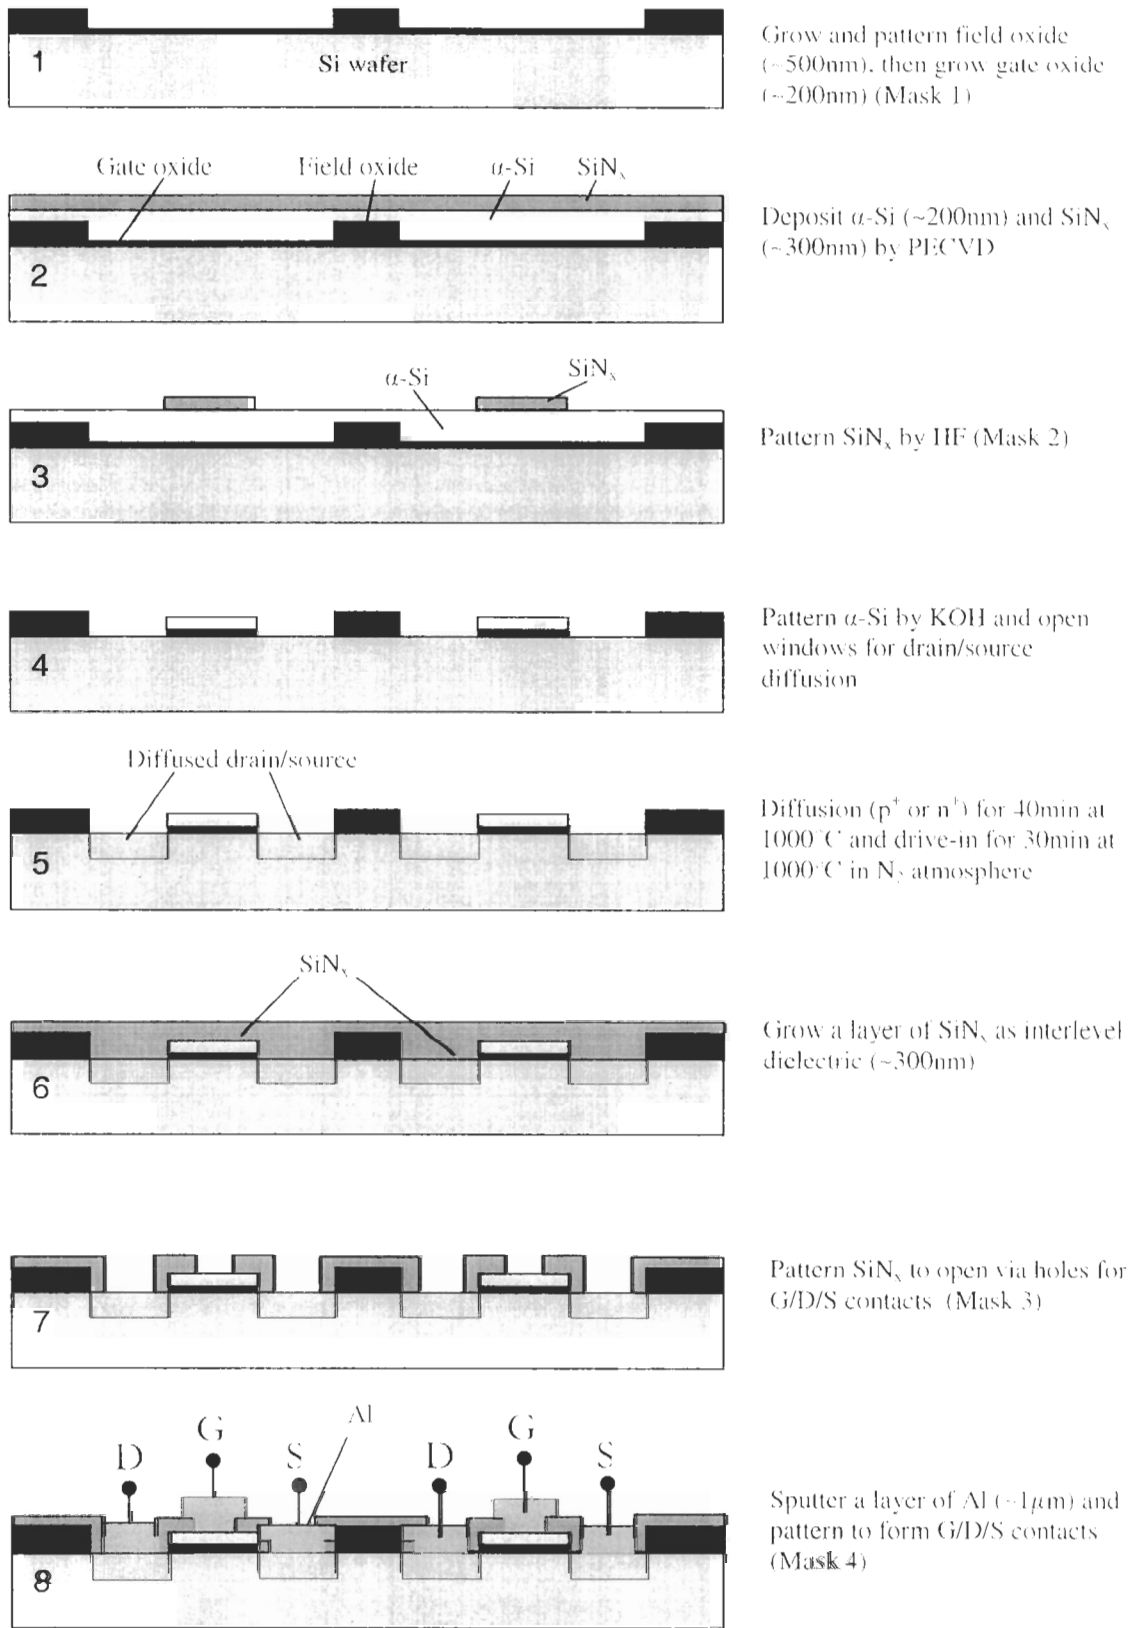 1
Si wafer
Grow and pattern field oxide
(~500nm), then grow gate oxide
(~200nm) (Mask 1)
Gate oxide
Field oxide
α-Si
SiNx
2
Deposit α-Si (~200nm) and SiNx
(~300nm) by PECVD
α-Si
SiNx
3
Pattern SiNx by HF (Mask 2)
4
Pattern α-Si by KOH and open
windows for drain/source
diffusion
Diffused drain/source
5
Diffusion (p+ or n+) for 40min at
1000°C and drive-in for 30min at
1000°C in N2 atmosphere
SiNx
6
Grow a layer of SiNx as interlevel
dielectric (~300nm)
7
Pattern SiNx to open via holes for
G/D/S contacts (Mask 3)
D
G
S
Al
D
G
S
8
Sputter a layer of Al (~1μm) and
pattern to form G/D/S contacts
(Mask 4)